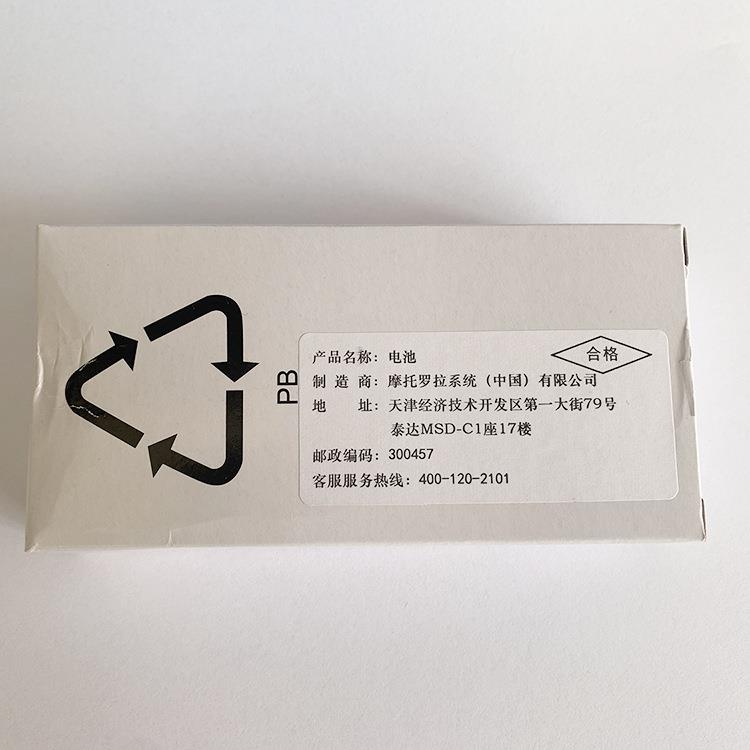 PB
产品名称：电池
合格
制 造 商：摩托罗拉系统（中国）有限公司
地　　址：天津经济技术开发区第一大街79号
泰达MSD-C1座17楼
邮政编码：300457
客服服务热线：400-120-2101